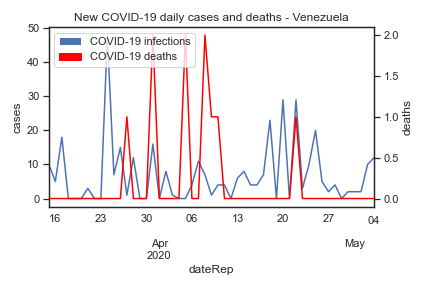 New COVID-19 daily cases and deaths - Venezuela
COVID-19 infections
COVID-19 deaths
50
40
30
20
10
0
cases
2.0
1.5
1.0
0.5
0.0
deaths
16 23 30 06 13 20 27 04
Apr May
2020
dateRep